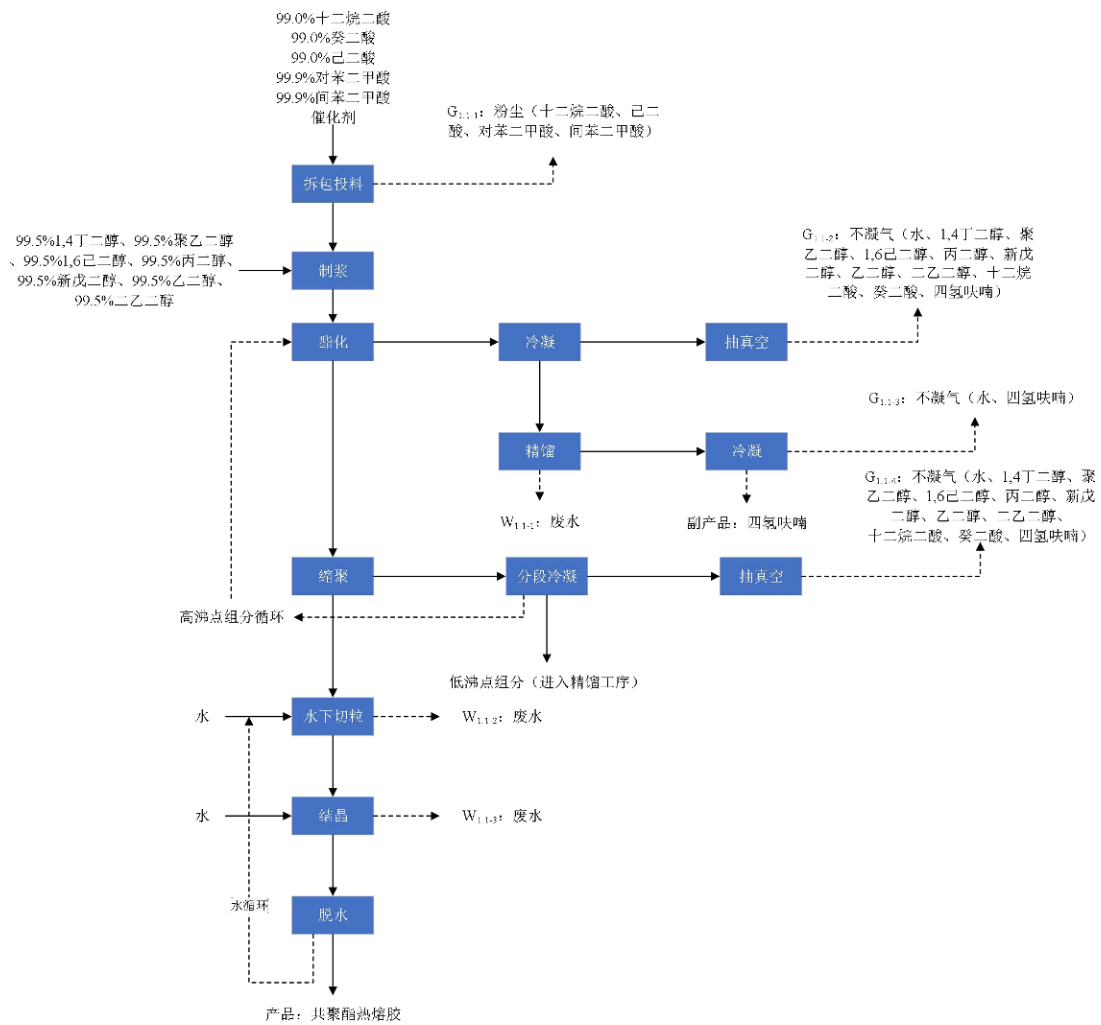 99.0%十二烷二酸
99.0%癸二酸
99.0%己二酸
99.9%对苯二甲酸
99.9%间苯二甲酸
催化剂
G1.1-1：粉尘（十二烷二酸、己二
酸、对苯二甲酸、间苯二甲酸）
拆包投料
99.5%1,4丁二醇、99.5%聚乙二醇
、99.5%1,6己二醇、99.5%丙二醇、
99.5%新戊二醇、99.5%乙二醇、
99.5%二乙二醇
制浆
G1.1-2：不凝气（水、1,4丁二醇、聚
乙二醇、1,6己二醇、丙二醇、新戊
二醇、乙二醇、二乙二醇、十二烷
二酸、癸二酸、四氢呋喃）
酯化
冷凝
抽真空
G1.1-3：不凝气（水、四氢呋喃）
精馏
冷凝
G1.1-4：不凝气（水、1,4丁二醇、聚
乙二醇、1,6己二醇、丙二醇、新戊
二醇、乙二醇、二乙二醇、
十二烷二酸、癸二酸、四氢呋喃）
W1.1-1：废水
副产品：四氢呋喃
缩聚
分段冷凝
抽真空
高沸点组分循环
低沸点组分（进入精馏工序）
水
水下切粒
W1.1-2：废水
水
结晶
W1.1-3：废水
水循环
脱水
产品：共聚酯热熔胶